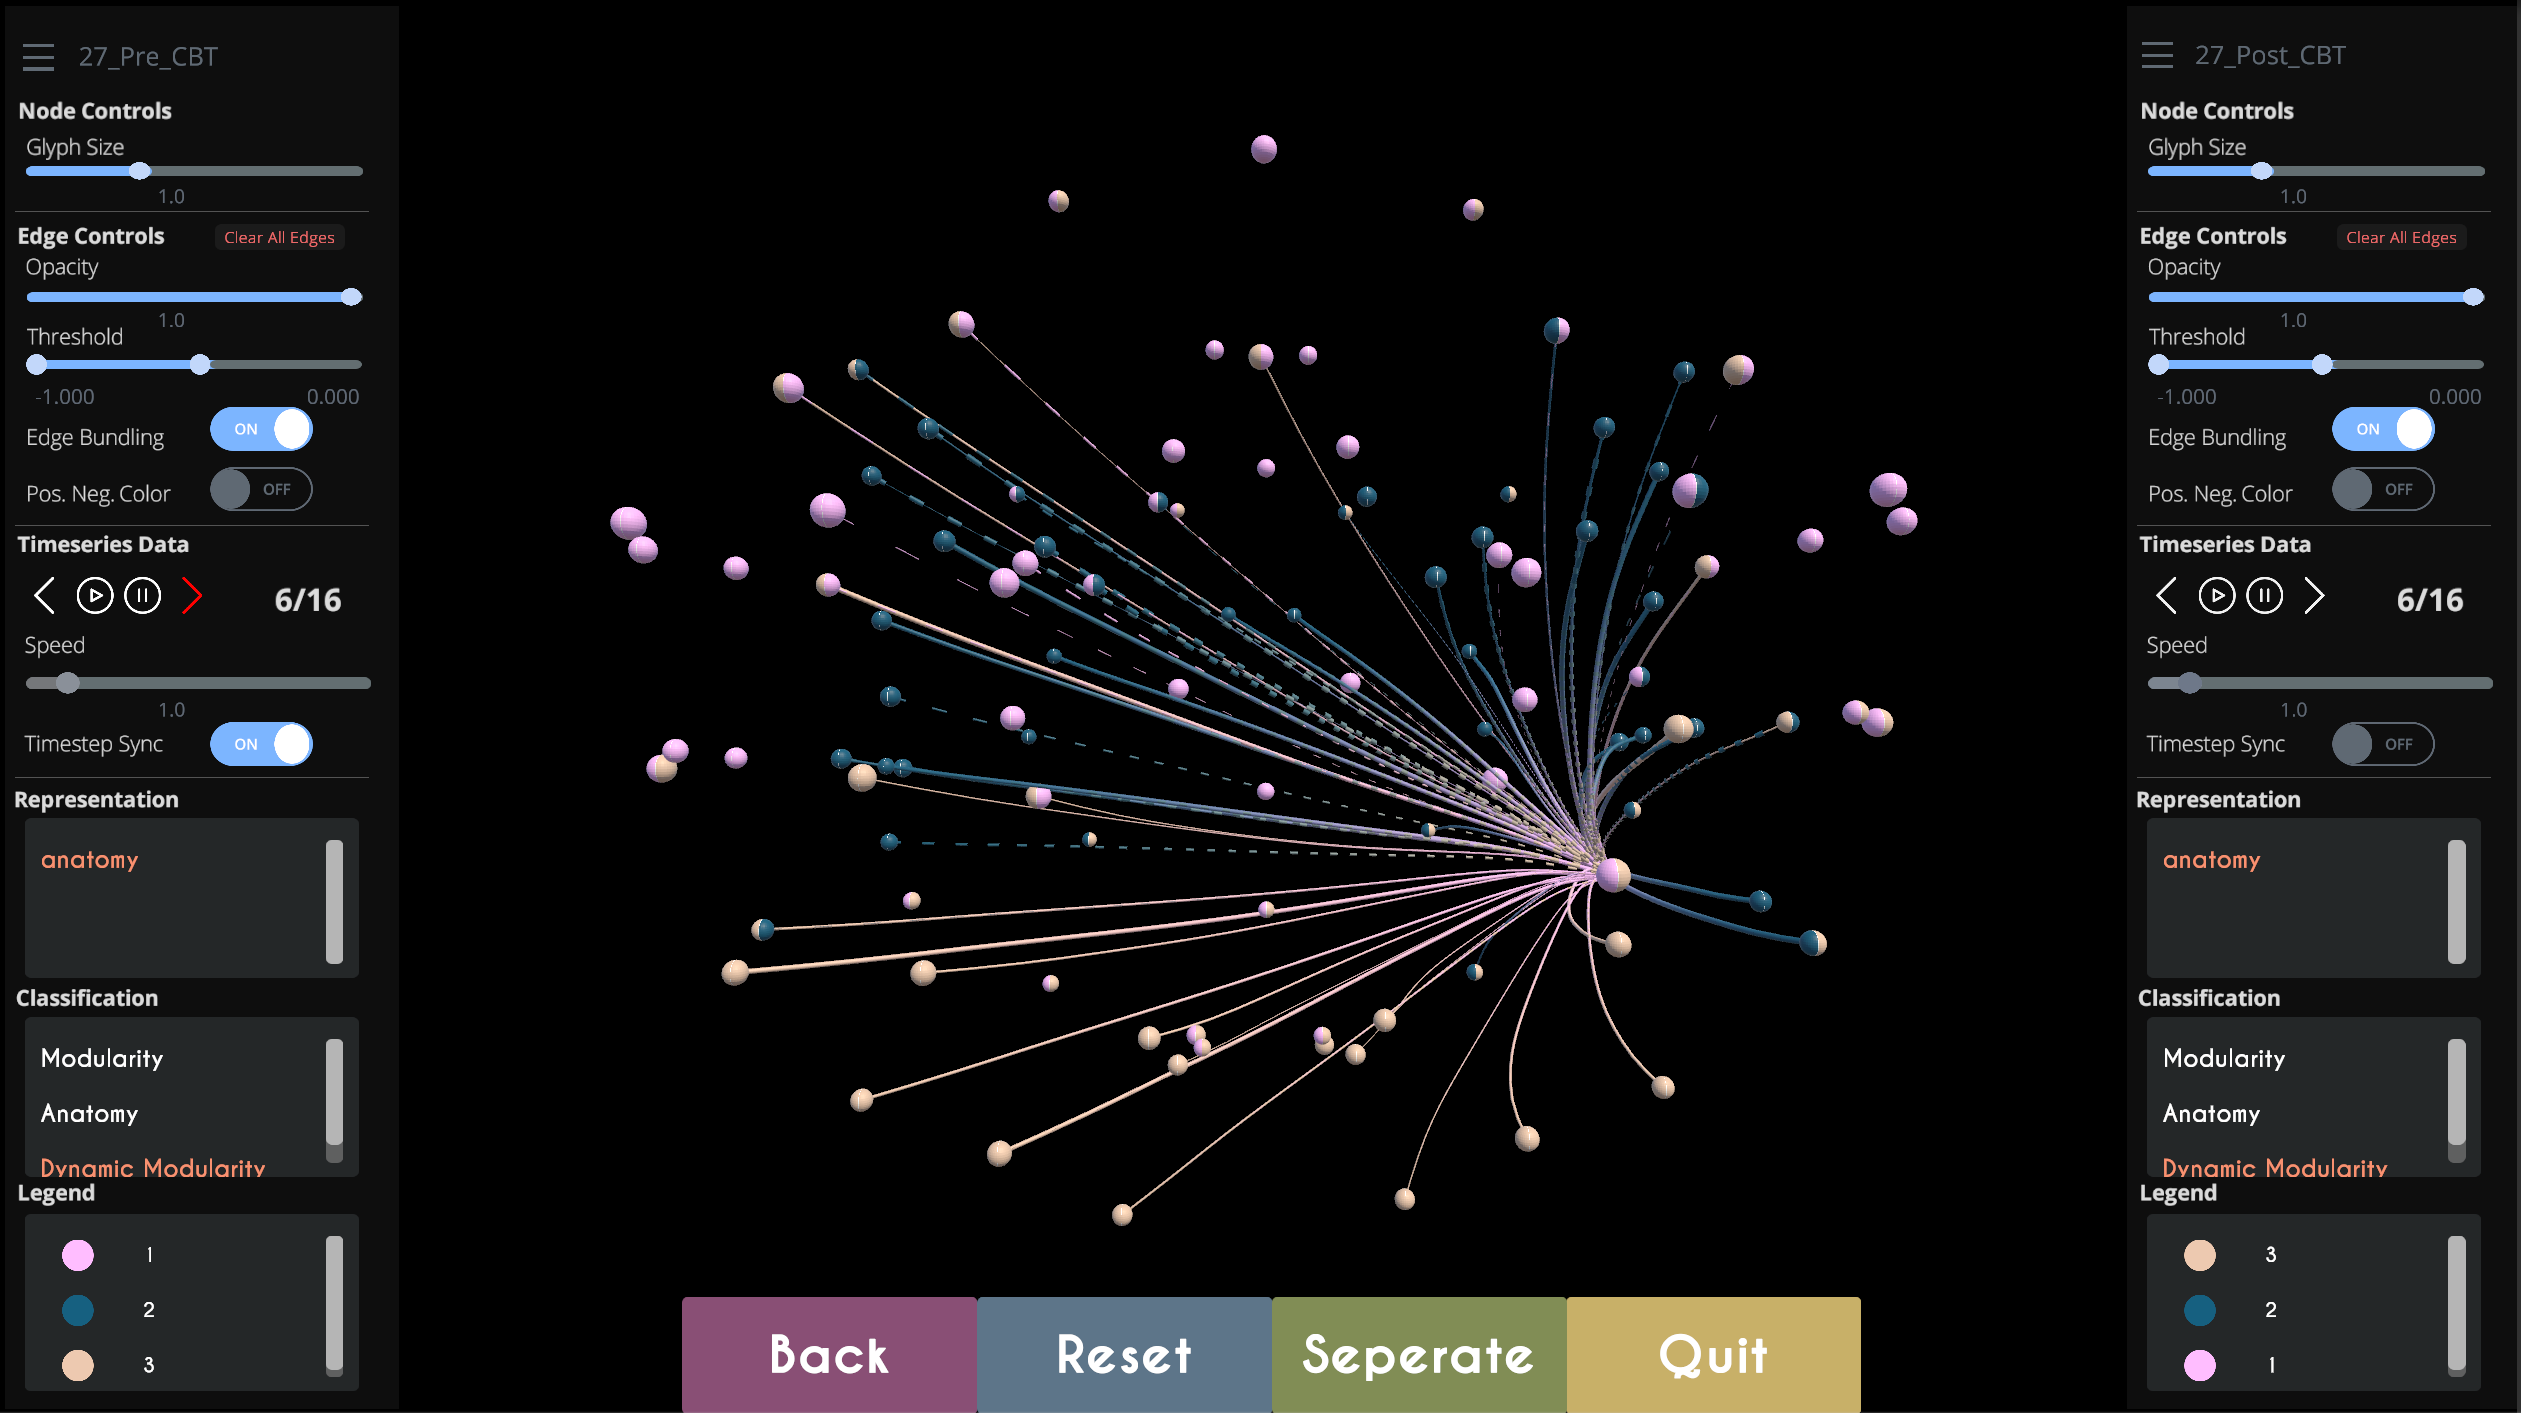 27_Pre_CBT
Node Controls
Glyph Size
1.0
Edge Controls
Clear All Edges
Opacity
1.0
Threshold
-1.000
0.000
Edge Bundling
ON
Pos. Neg. Color
OFF
Timeseries Data
6/16
Speed
1.0
Timestep Sync
ON
Representation
anatomy
Classification
Modularity
Anatomy
Dynamic Modularity
Legend
1
2
3
Back
Reset
Seperate
Quit
27_Post_CBT
Node Controls
Glyph Size
1.0
Edge Controls
Clear All Edges
Opacity
1.0
Threshold
-1.000
0.000
Edge Bundling
ON
Pos. Neg. Color
OFF
Timeseries Data
6/16
Speed
1.0
Timestep Sync
OFF
Representation
anatomy
Classification
Modularity
Anatomy
Dynamic Modularity
Legend
3
2
1